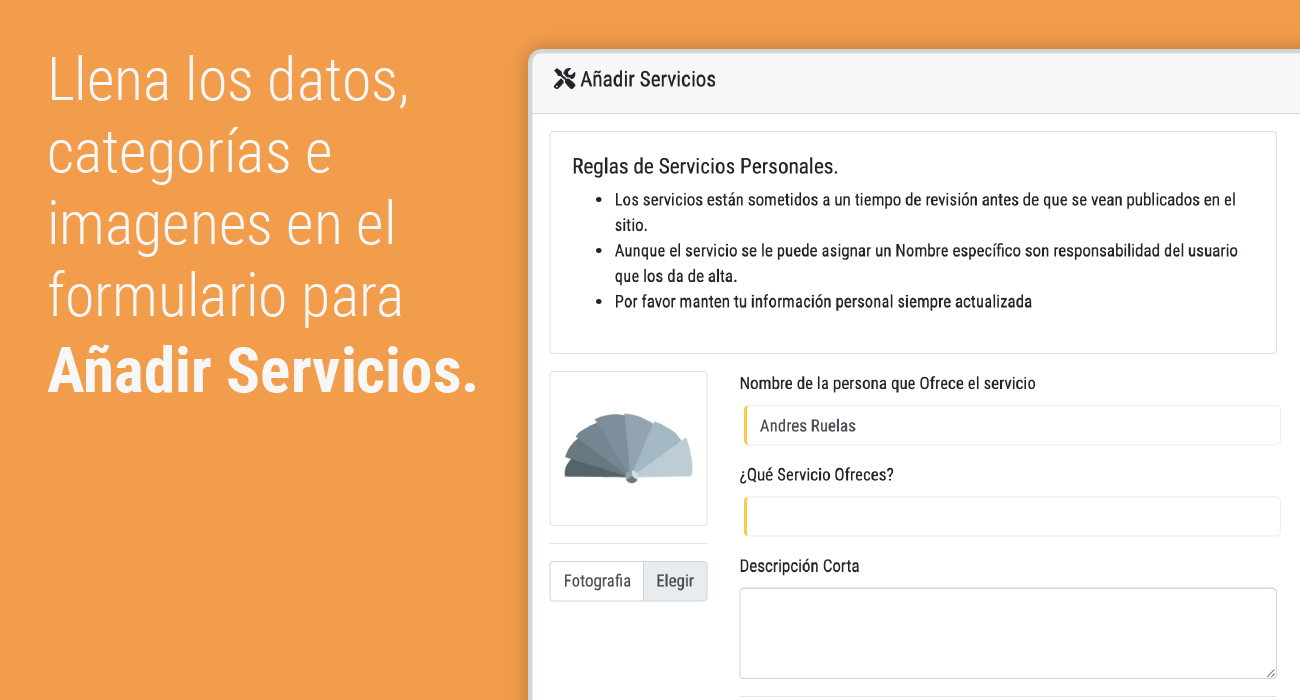 Llena los datos,
categorías e
imagenes en el
formulario para
Añadir Servicios.
Añadir Servicios
Reglas de Servicios Personales.
Los servicios están sometidos a un tiempo de revisión antes de que se vean publicados en el
sitio.
Aunque el servicio se le puede asignar un Nombre específico son responsabilidad del usuario
que los da de alta.
Por favor manten tu información personal siempre actualizada
Nombre de la persona que Ofrece el servicio
Andres Ruelas
¿Qué Servicio Ofreces?
Descripción Corta
Fotografia Elegir